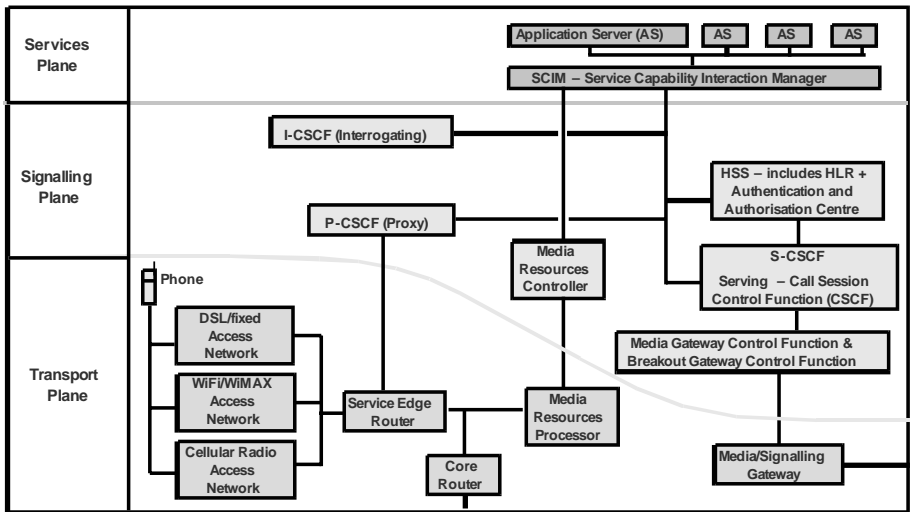 Services
Plane
Application Server (AS)
AS
AS
AS
SCIM – Service Capability Interaction Manager
Signalling
Plane
I-CSCF (Interrogating)
P-CSCF (Proxy)
HSS – includes HLR +
Authentication and
Authorisation Centre
Media
Resources
Controller
S-CSCF
Serving – Call Session
Control Function (CSCF)
Media Gateway Control Function &
Breakout Gateway Control Function
Transport
Plane
Phone
DSL/fixed
Access
Network
WiFi/WiMAX
Access
Network
Cellular Radio
Access
Network
Service Edge
Router
Media
Resources
Processor
Core
Router
Media/Signalling
Gateway